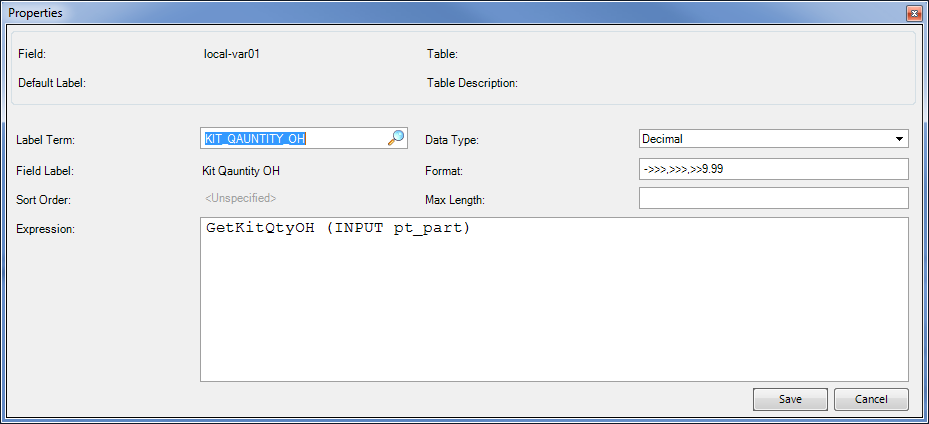 Properties
Field: local-var01 Table:
Default Label: Table Description:
Label Term: KIT_QAUNTITY_OH Data Type: Decimal
Field Label: Kit Qauntity OH Format: ->>>,>>>,>>9.99
Sort Order: <Unspecified> Max Length:
Expression: GetKitQtyOH (INPUT pt_part)
Save Cancel